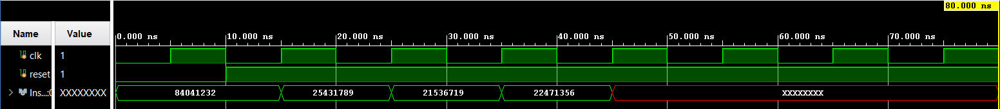 80.000 ns
Name Value
0.000 ns 10.000 ns 20.000 ns 30.000 ns 40.000 ns 50.000 ns 60.000 ns 70.000 ns
clk 1
reset 1
Ins...:0 XXXXXXXX 84041232 25431789 21536719 22471356 XXXXXXXX